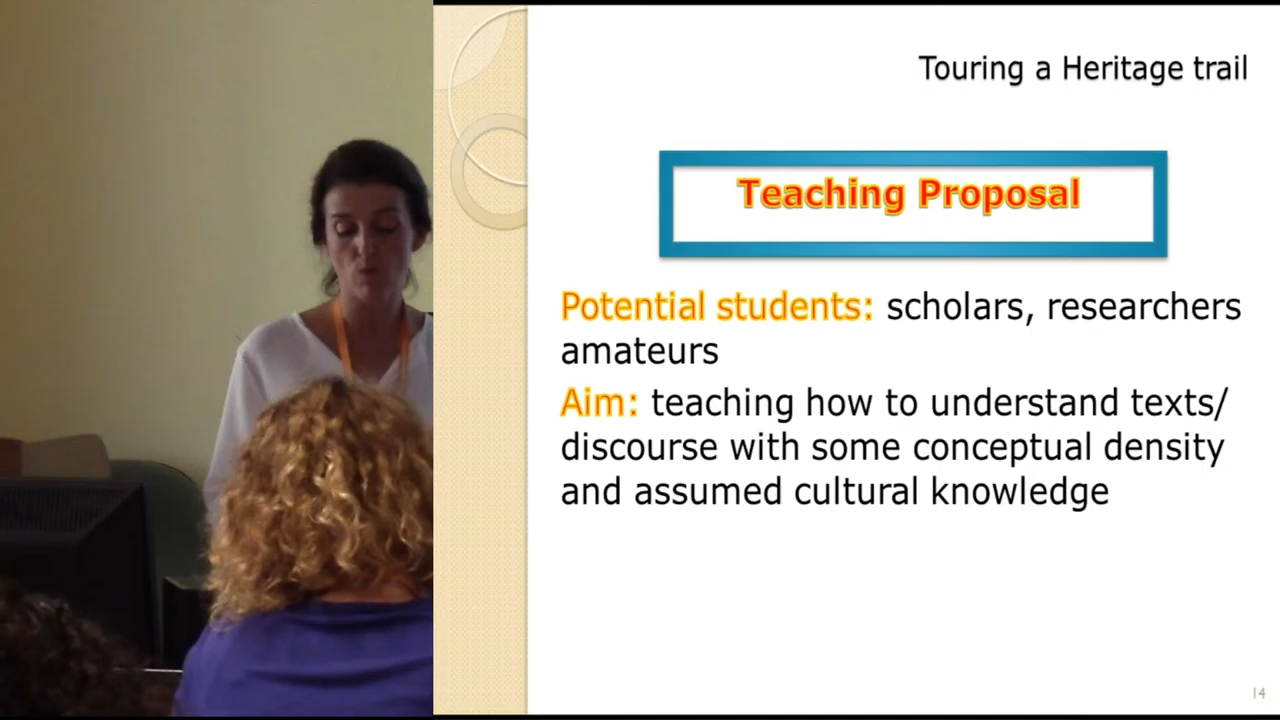 Touring a Heritage trail
Teaching Proposal
Potential students: scholars, researchers
amateurs
Aim: teaching how to understand texts/
discourse with some conceptual density
and assumed cultural knowledge
14